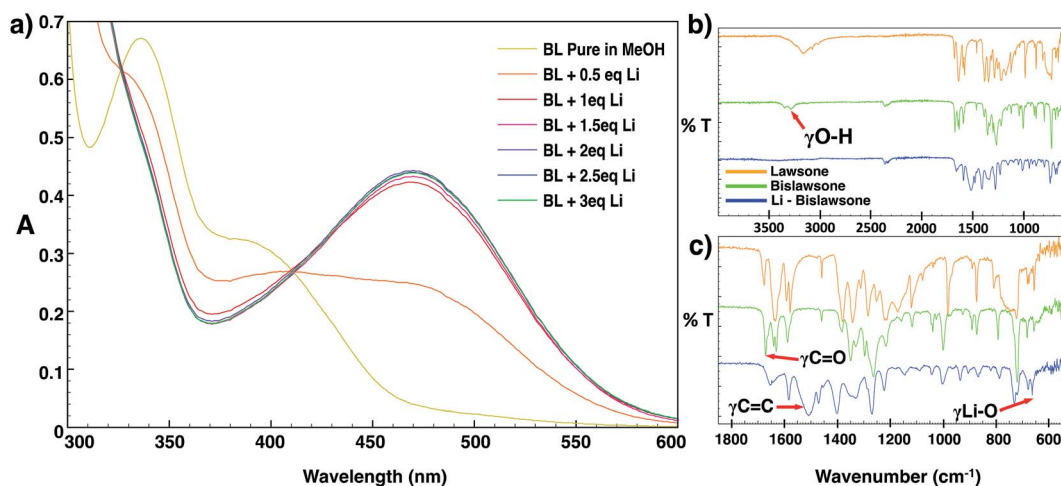 a)
0.7
0.6
0.5
0.4
0.3
0.2
0.1
0
A
300
400
450
500
550
600
Wavelength (nm)
BL Pure in MeOH
BL + 0.5 eq Li
BL + 1eq Li
BL + 1.5eq Li
BL + 2eq Li
BL + 2.5eq Li
BL + 3eq Li
b)
% T
γO-H
Lawsone
Bislawsone
Li - Bislawsone
3500 3000 2500 2000 1500 1000
c)
% T
γC=O
γC=C
γLi-O
1800 1600 1400 1200 1000 800 600
Wavenumber (cm⁻¹)